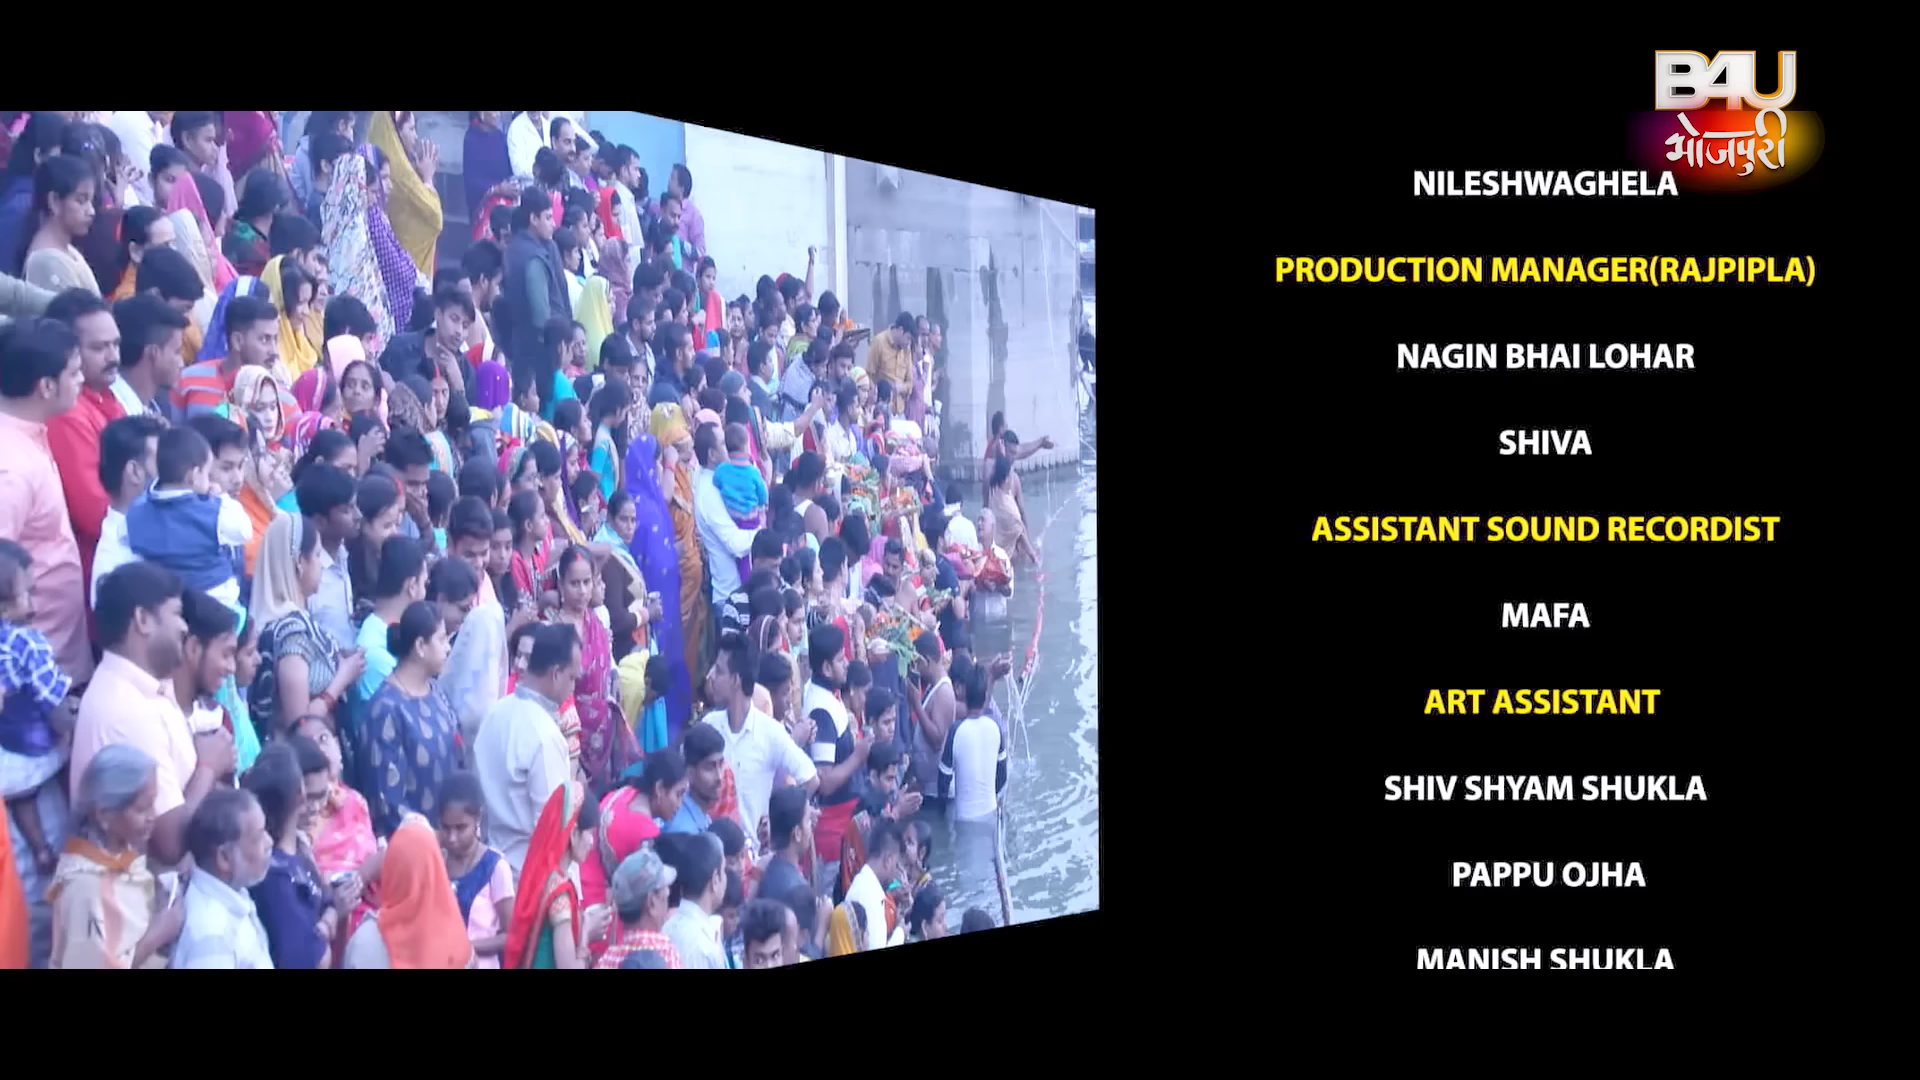 B4U
भोजपुरी
NILESHWAGHELA
PRODUCTION MANAGER(RAJPIPLA)
NAGIN BHAI LOHAR
SHIVA
ASSISTANT SOUND RECORDIST
MAFA
ART ASSISTANT
SHIV SHYAM SHUKLA
PAPPU OJHA
MANISH SHUKLA